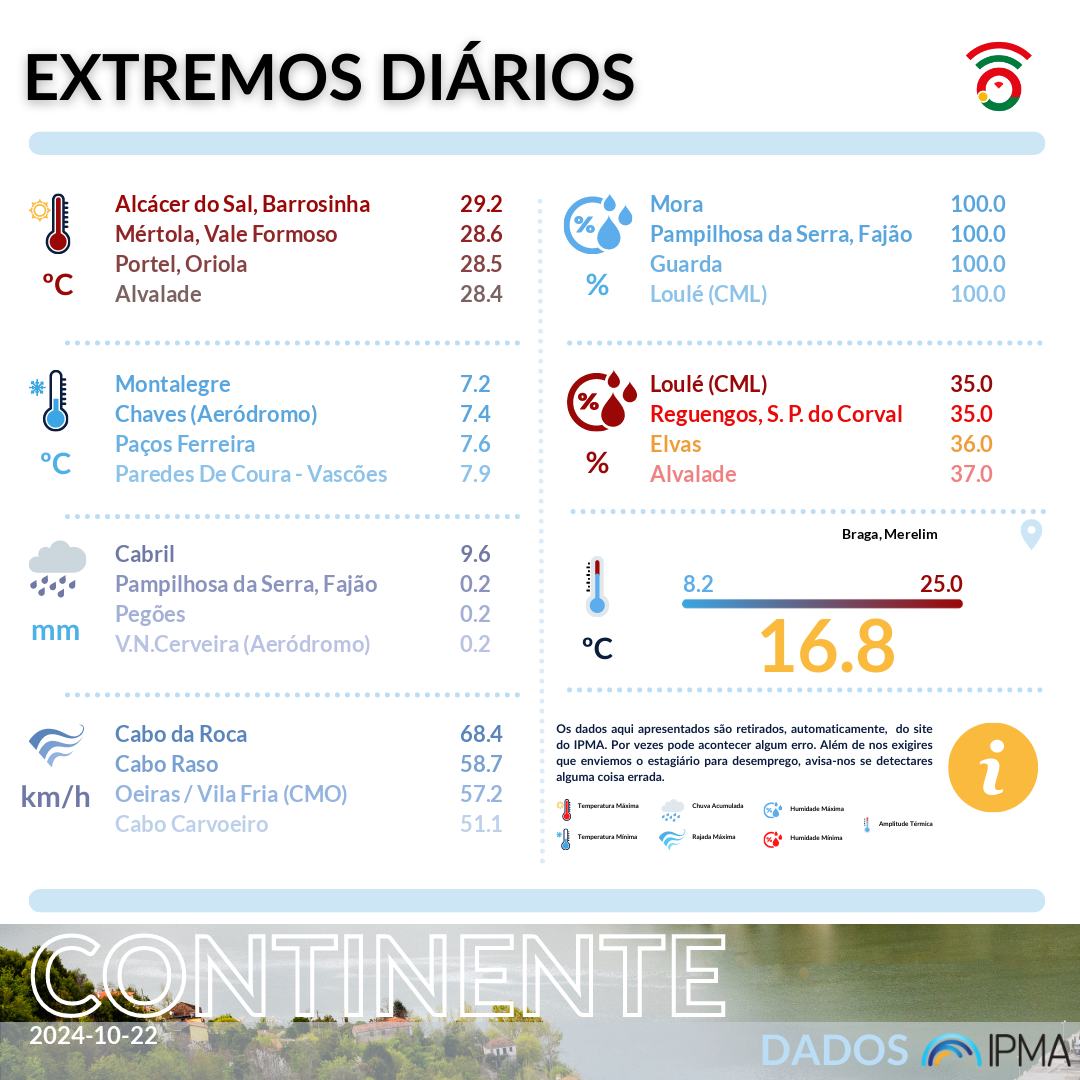 EXTREMOS DIÁRIOS
Alcácer do Sal, Barrosinha 29.2
Mértola, Vale Formoso 28.6
Portel, Oriola 28.5
Alvalade 28.4
ºC
Montalegre 7.2
Chaves (Aeródromo) 7.4
Paços Ferreira 7.6
Paredes De Coura - Vascões 7.9
ºC
Cabril 9.6
Pampilhosa da Serra, Fajão 0.2
Pegões 0.2
V.N.Cerveira (Aeródromo) 0.2
mm
Cabo da Roca 68.4
Cabo Raso 58.7
Oeiras / Vila Fria (CMO) 57.2
Cabo Carvoeiro 51.1
km/h
%
Mora 100.0
Pampilhosa da Serra, Fajão 100.0
Guarda 100.0
Loulé (CML) 100.0
%
%
Loulé (CML) 35.0
Reguengos, S. P. do Corval 35.0
Elvas 36.0
Alvalade 37.0
%
Braga, Merelim
8.2 25.0
16.8
ºC
Os dados aqui apresentados são retirados, automaticamente, do site
do IPMA. Por vezes pode acontecer algum erro. Além de nos exigires
que enviemos o estagiário para desemprego, avisa-nos se detectares
alguma coisa errada.
i
Temperatura Máxima
Chuva Acumulada
Humidade Máxima
Amplitude Térmica
Temperatura Mínima
Rajada Máxima
Humidade Mínima
CONTINENTE
2024-10-22
DADOS IPMA